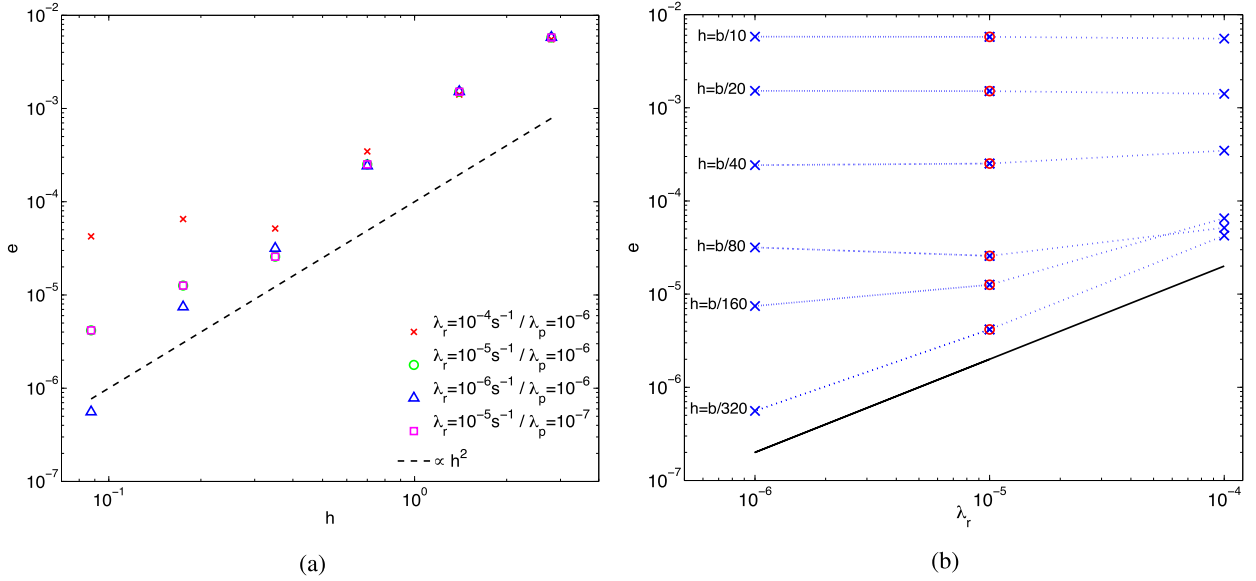 10⁻²
10⁻³
10⁻⁴
10⁻⁵
10⁻⁶
10⁻⁷
e
10⁻¹
10⁰
h
λr=10⁻⁴s⁻¹ / λp=10⁻⁶
λr=10⁻⁵s⁻¹ / λp=10⁻⁶
λr=10⁻⁶s⁻¹ / λp=10⁻⁶
λr=10⁻⁵s⁻¹ / λp=10⁻⁷
∝ h²
(a)
10⁻²
10⁻³
10⁻⁴
10⁻⁵
10⁻⁶
10⁻⁷
e
h=b/10
h=b/20
h=b/40
h=b/80
h=b/160
h=b/320
10⁻⁶
10⁻⁵
10⁻⁴
λr
(b)